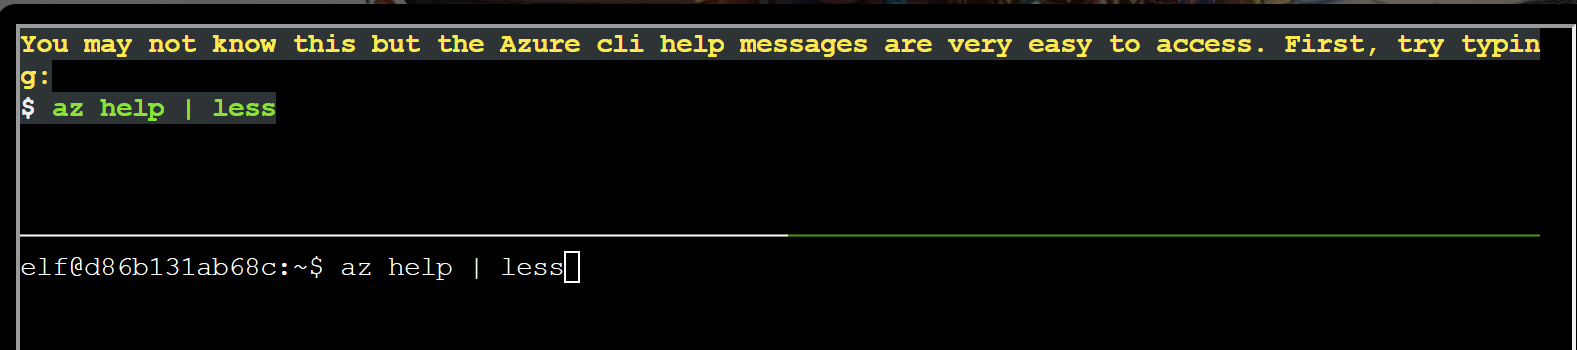 You may not know this but the Azure cli help messages are very easy to access. First, try typin
g:
$ az help | less
elf@d86b131ab68c:~$ az help | less